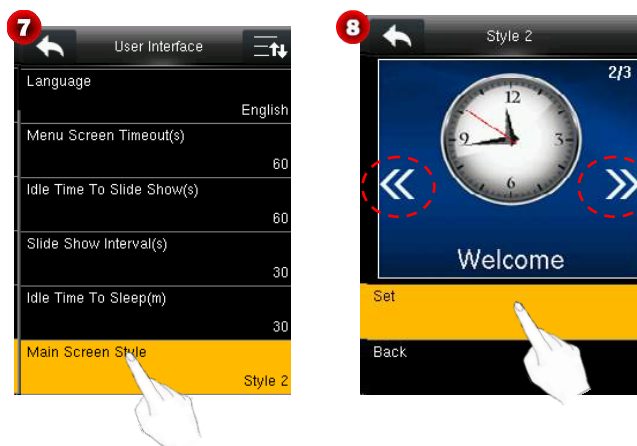 7
User Interface
Language
English
Menu Screen Timeout(s)
60
Idle Time To Slide Show(s)
60
Slide Show Interval(s)
30
Idle Time To Sleep(m)
30
Main Screen Style
Style 2
8
Style 2
2/3
12
9
3
6
Welcome
Set
Back